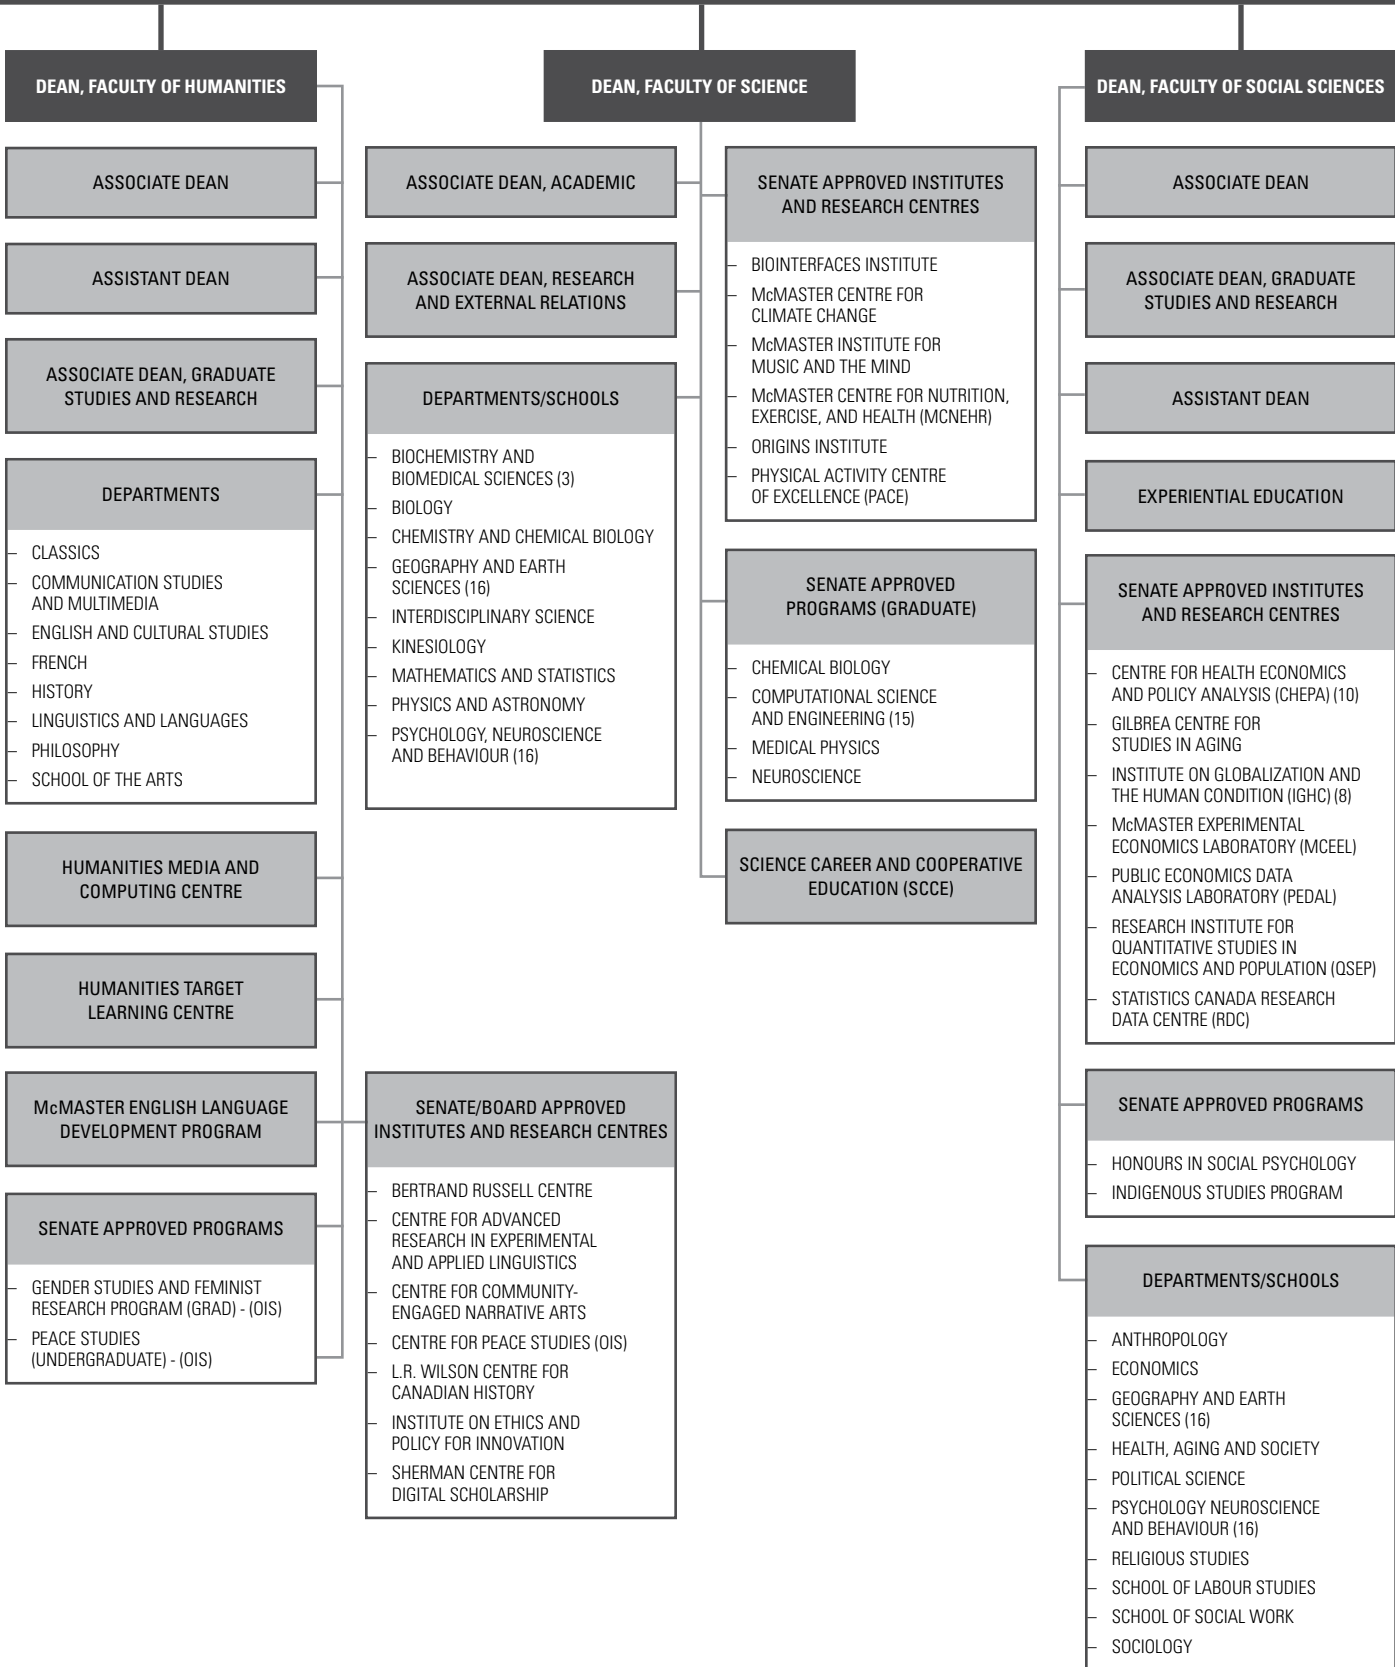 DEAN, FACULTY OF HUMANITIES
ASSOCIATE DEAN
ASSISTANT DEAN
ASSOCIATE DEAN, GRADUATE
STUDIES AND RESEARCH
DEPARTMENTS
– CLASSICS
– COMMUNICATION STUDIES
AND MULTIMEDIA
– ENGLISH AND CULTURAL STUDIES
– FRENCH
– HISTORY
– LINGUISTICS AND LANGUAGES
– PHILOSOPHY
– SCHOOL OF THE ARTS
HUMANITIES MEDIA AND
COMPUTING CENTRE
HUMANITIES TARGET
LEARNING CENTRE
McMASTER ENGLISH LANGUAGE
DEVELOPMENT PROGRAM
SENATE APPROVED PROGRAMS
– GENDER STUDIES AND FEMINIST
RESEARCH PROGRAM (GRAD) - (OIS)
– PEACE STUDIES
(UNDERGRADUATE) - (OIS)
SENATE/BOARD APPROVED
INSTITUTES AND RESEARCH CENTRES
– BERTRAND RUSSELL CENTRE
– CENTRE FOR ADVANCED
RESEARCH IN EXPERIMENTAL
AND APPLIED LINGUISTICS
– CENTRE FOR COMMUNITY-
ENGAGED NARRATIVE ARTS
– CENTRE FOR PEACE STUDIES (OIS)
– L.R. WILSON CENTRE FOR
CANADIAN HISTORY
– INSTITUTE ON ETHICS AND
POLICY FOR INNOVATION
– SHERMAN CENTRE FOR
DIGITAL SCHOLARSHIP
DEAN, FACULTY OF SCIENCE
ASSOCIATE DEAN, ACADEMIC
ASSOCIATE DEAN, RESEARCH
AND EXTERNAL RELATIONS
DEPARTMENTS/SCHOOLS
– BIOCHEMISTRY AND
BIOMEDICAL SCIENCES (3)
– BIOLOGY
– CHEMISTRY AND CHEMICAL BIOLOGY
– GEOGRAPHY AND EARTH
SCIENCES (16)
– INTERDISCIPLINARY SCIENCE
– KINESIOLOGY
– MATHEMATICS AND STATISTICS
– PHYSICS AND ASTRONOMY
– PSYCHOLOGY, NEUROSCIENCE
AND BEHAVIOUR (16)
SENATE APPROVED INSTITUTES
AND RESEARCH CENTRES
– BIOINTERFACES INSTITUTE
– McMASTER CENTRE FOR
CLIMATE CHANGE
– McMASTER INSTITUTE FOR
MUSIC AND THE MIND
– McMASTER CENTRE FOR NUTRITION,
EXERCISE, AND HEALTH (MCNEHR)
– ORIGINS INSTITUTE
– PHYSICAL ACTIVITY CENTRE
OF EXCELLENCE (PACE)
SENATE APPROVED
PROGRAMS (GRADUATE)
– CHEMICAL BIOLOGY
– COMPUTATIONAL SCIENCE
AND ENGINEERING (15)
– MEDICAL PHYSICS
– NEUROSCIENCE
SCIENCE CAREER AND COOPERATIVE
EDUCATION (SCCE)
DEAN, FACULTY OF SOCIAL SCIENCES
ASSOCIATE DEAN
ASSOCIATE DEAN, GRADUATE
STUDIES AND RESEARCH
ASSISTANT DEAN
EXPERIENTIAL EDUCATION
SENATE APPROVED INSTITUTES
AND RESEARCH CENTRES
– CENTRE FOR HEALTH ECONOMICS
AND POLICY ANALYSIS (CHEPA) (10)
– GILBREA CENTRE FOR
STUDIES IN AGING
– INSTITUTE ON GLOBALIZATION AND
THE HUMAN CONDITION (IGHC) (8)
– McMASTER EXPERIMENTAL
ECONOMICS LABORATORY (MCEEL)
– PUBLIC ECONOMICS DATA
ANALYSIS LABORATORY (PEDAL)
– RESEARCH INSTITUTE FOR
QUANTITATIVE STUDIES IN
ECONOMICS AND POPULATION (QSEP)
– STATISTICS CANADA RESEARCH
DATA CENTRE (RDC)
SENATE APPROVED PROGRAMS
– HONOURS IN SOCIAL PSYCHOLOGY
– INDIGENOUS STUDIES PROGRAM
DEPARTMENTS/SCHOOLS
– ANTHROPOLOGY
– ECONOMICS
– GEOGRAPHY AND EARTH
SCIENCES (16)
– HEALTH, AGING AND SOCIETY
– POLITICAL SCIENCE
– PSYCHOLOGY NEUROSCIENCE
AND BEHAVIOUR (16)
– RELIGIOUS STUDIES
– SCHOOL OF LABOUR STUDIES
– SCHOOL OF SOCIAL WORK
– SOCIOLOGY